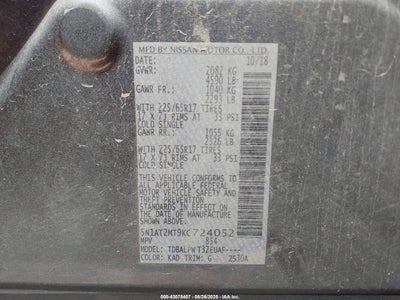 MFD BY NISSAN MOTOR CO., LTD.
DATE: 10/18
GVWR: 2082 KG
4590 LB
GAWR FR.: 1040 KG
2293 LB
WITH 225/65R17 TIRES
17 X 7J RIMS AT 33 PSI
COLD SINGLE
GAWR RR.: 1055 KG
2326 LB
WITH 225/65R17 TIRES
17 X 7J RIMS AT 33 PSI
COLD SINGLE
THIS VEHICLE CONFORMS TO ALL
APPLICABLE FEDERAL MOTOR
VEHICLE SAFETY AND THEFT
PREVENTION STANDARDS IN
EFFECT ON THE DATE OF
MANUFACTURE SHOWN ABOVE.
5N1AT2MT9KC724052
MPV 854
MODEL: TDBALPWT32EUAF----
COLOR: KAD TRIM: G 2530A
000-43075407 - 08/26/2025 - IAA